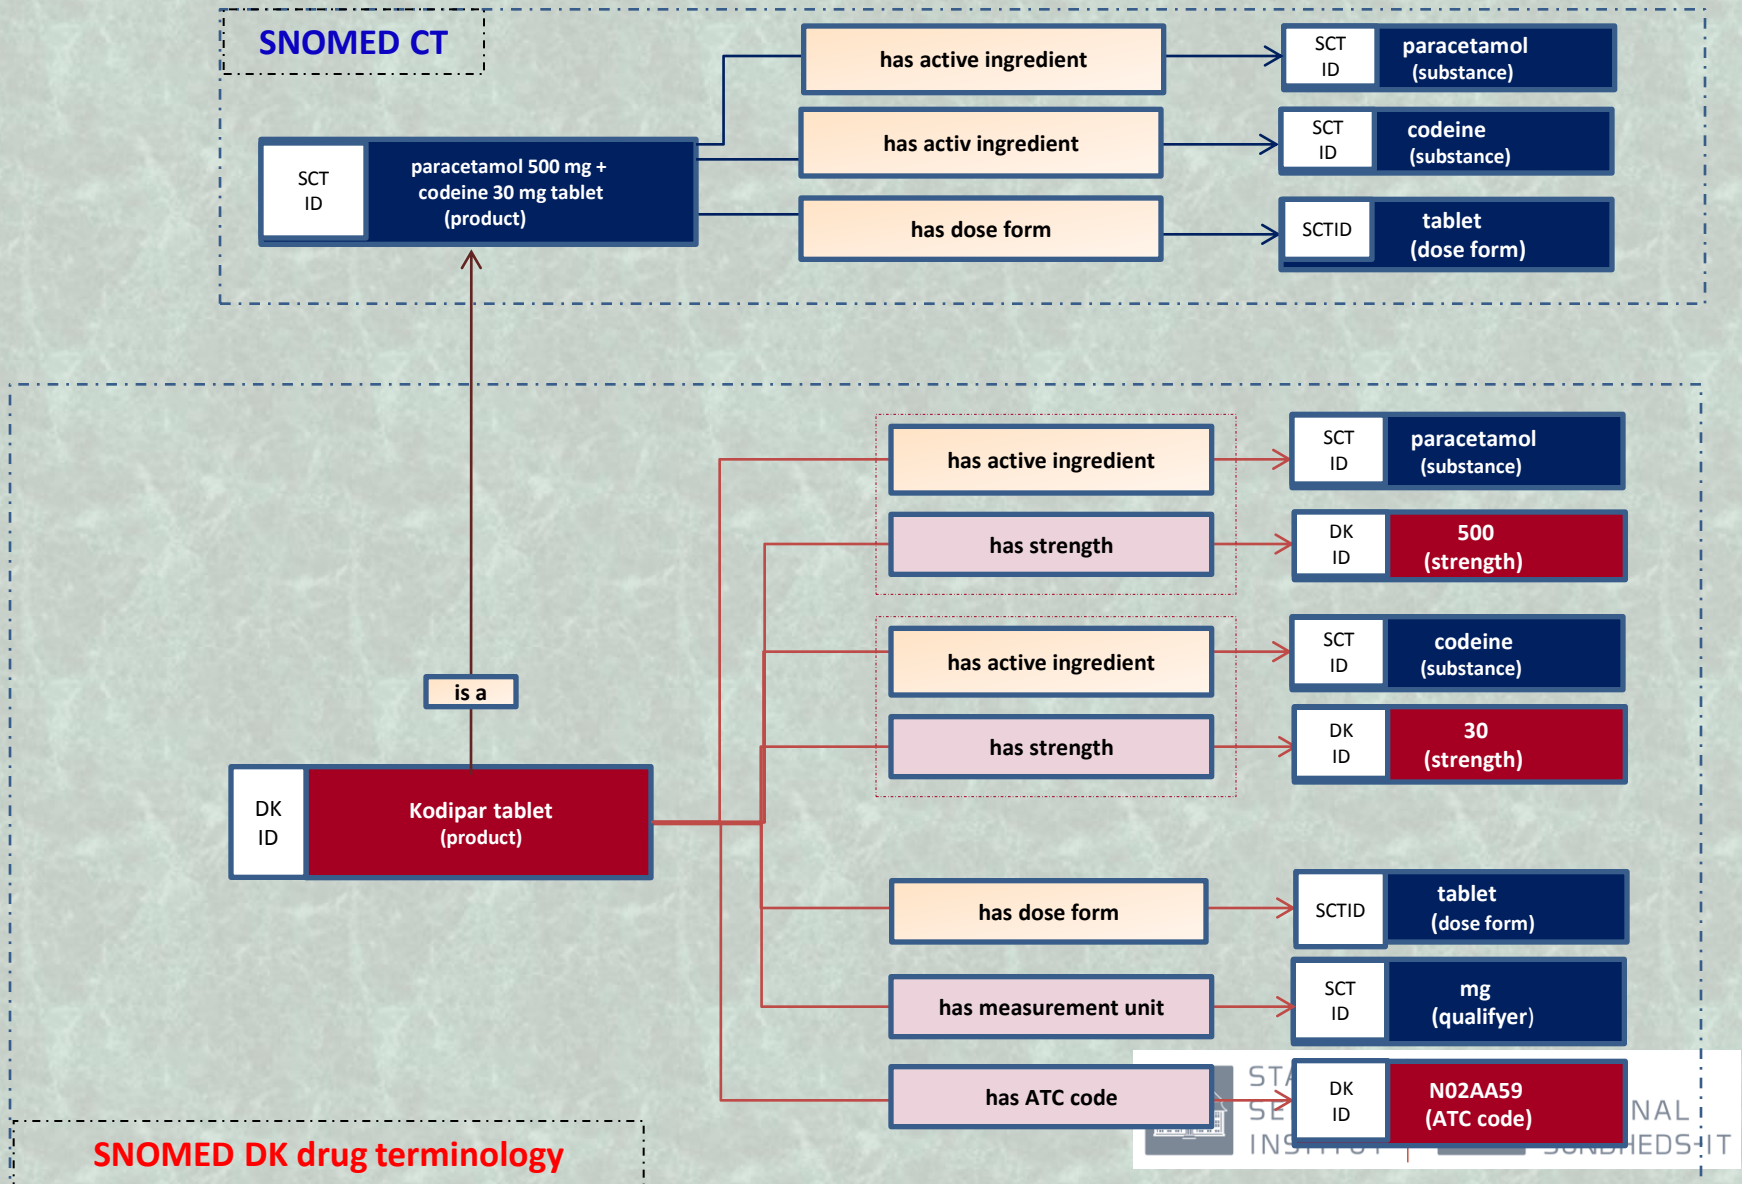 SNOMED CT
has active ingredient
SCT
ID
paracetamol
(substance)
has activ ingredient
SCT
ID
codeine
(substance)
SCT
ID
paracetamol 500 mg +
codeine 30 mg tablet
(product)
has dose form
SCTID
tablet
(dose form)
has active ingredient
SCT
ID
paracetamol
(substance)
has strength
DK
ID
500
(strength)
has active ingredient
SCT
ID
codeine
(substance)
is a
has strength
DK
ID
30
(strength)
DK
ID
Kodipar tablet
(product)
has dose form
SCTID
tablet
(dose form)
has measurement unit
SCT
ID
mg
(qualifyer)
has ATC code
DK
ID
N02AA59
(ATC code)
SNOMED DK drug terminology